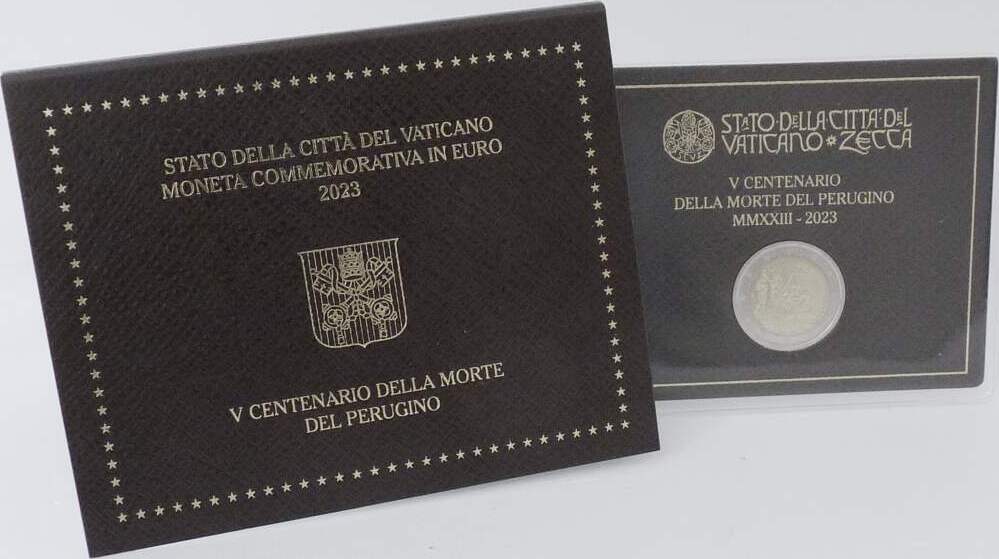 STATO DELLA CITTÀ DEL VATICANO
MONETA COMMEMORATIVA IN EURO
2023
V CENTENARIO DELLA MORTE
DEL PERUGINO
STATO·DELLA CITTA'·DEL
VATICANO * ZECCA
V CENTENARIO
DELLA MORTE DEL PERUGINO
MMXXIII - 2023